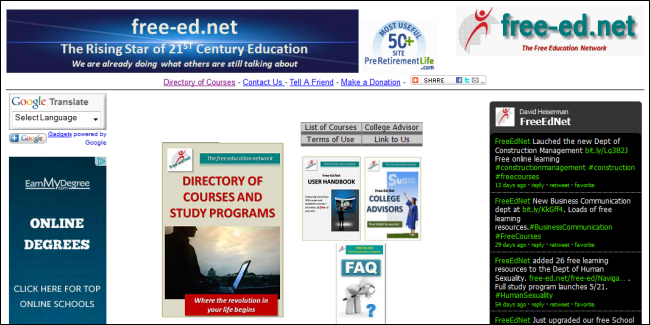 free-ed.net
The Rising Star of 21ST Century Education
We are already doing what others are still talking about
MOST USEFUL
50+
SITE
PreRetirementLife
.com
free-ed.net
The Free Education Network
Directory of Courses - Contact Us - Tell A Friend - Make a Donation -
SHARE
Google Translate
Select Language
Google
Gadgets powered by
Google
EARNMYDEGREE
ONLINE
DEGREES
CLICK HERE FOR
TOP ONLINE SCHOOLS
The free education network
DIRECTORY
OF COURSES AND
STUDY PROGRAMS
Where the revolution in
your life begins
List of Courses
College Advisor
Terms of Use
Link to Us
FREE-ED.NET
USER HANDBOOK
FREE-ED.NET
COLLEGE
ADVISORS
FAQ
David Heiserman
FreeEdNet
FreeEdNet Lauched the new Dept of
Construction Management bit.ly/Lq382J
Free online learning
#constructionmanagement #construction
#freecourses
13 days ago • reply • retweet • favorite
FreeEdNet New Business Communication
dept at bit.ly/KkGff4. Loads of free
learning
resources.#BusinessCommunication
#FreeCourses
29 days ago • reply • retweet • favorite
FreeEdNet added 26 free learning
resources to the Dept of Human
Sexuality. free-ed.net/free-ed/Naviga... .
Full study program launches 5/21.
#HumanSexuality
54 days ago • reply • retweet • favorite
FreeEdNet Just upgraded our free School